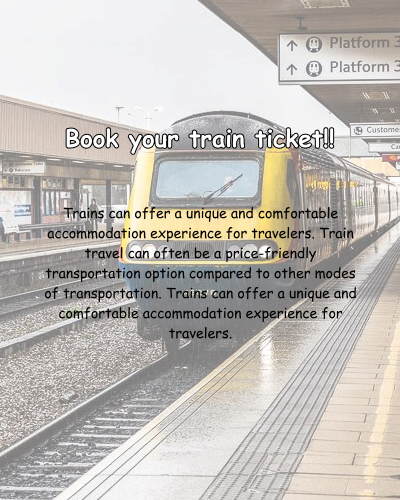 Platform 3
Platform 3
Custome
Ca
Book your train ticket!!
Trains can offer a unique and comfortable
accommodation experience for travelers. Train
travel can often be a price-friendly
transportation option compared to other modes
of transportation. Trains can offer a unique and
comfortable accommodation experience for
travelers.